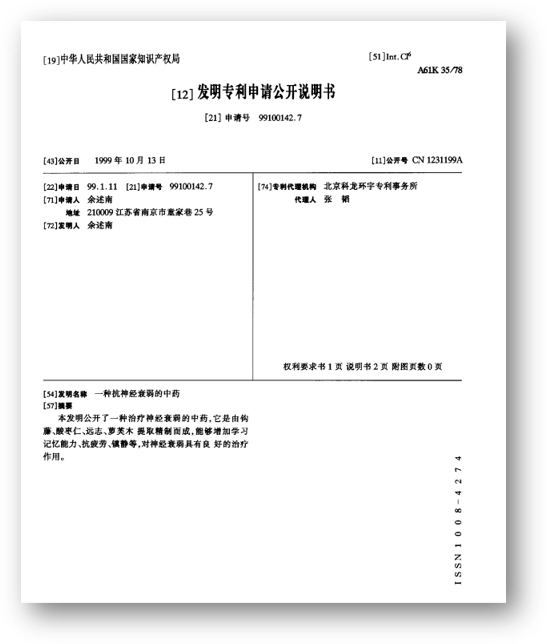 [19]中华人民共和国国家知识产权局
[51]Int.Cl⁶
A61K 35/78
[12]发明专利申请公开说明书
[21] 申请号 99100142.7
[43]公开日 1999年10月13日
[11]公开号 CN 1231199A
[22]申请日 99.1.11 [21]申请号 99100142.7
[71]申请人 余述南
地址 210009江苏省南京市童家巷25号
[72]发明人 余述南
[74]专利代理机构 北京科龙环宇专利事务所
代理人 张 韬
权利要求书1页 说明书2页 附图页数0页
[54]发明名称 一种抗神经衰弱的中药
[57]摘要
本发明公开了一种治疗神经衰弱的中药,它是由钩
藤、酸枣仁、远志、萝芙木 提取精制而成,能够增加学习
记忆能力、抗疲劳、镇静等,对神经衰弱具有良 好的治疗
作用。
ISSN1008-4274